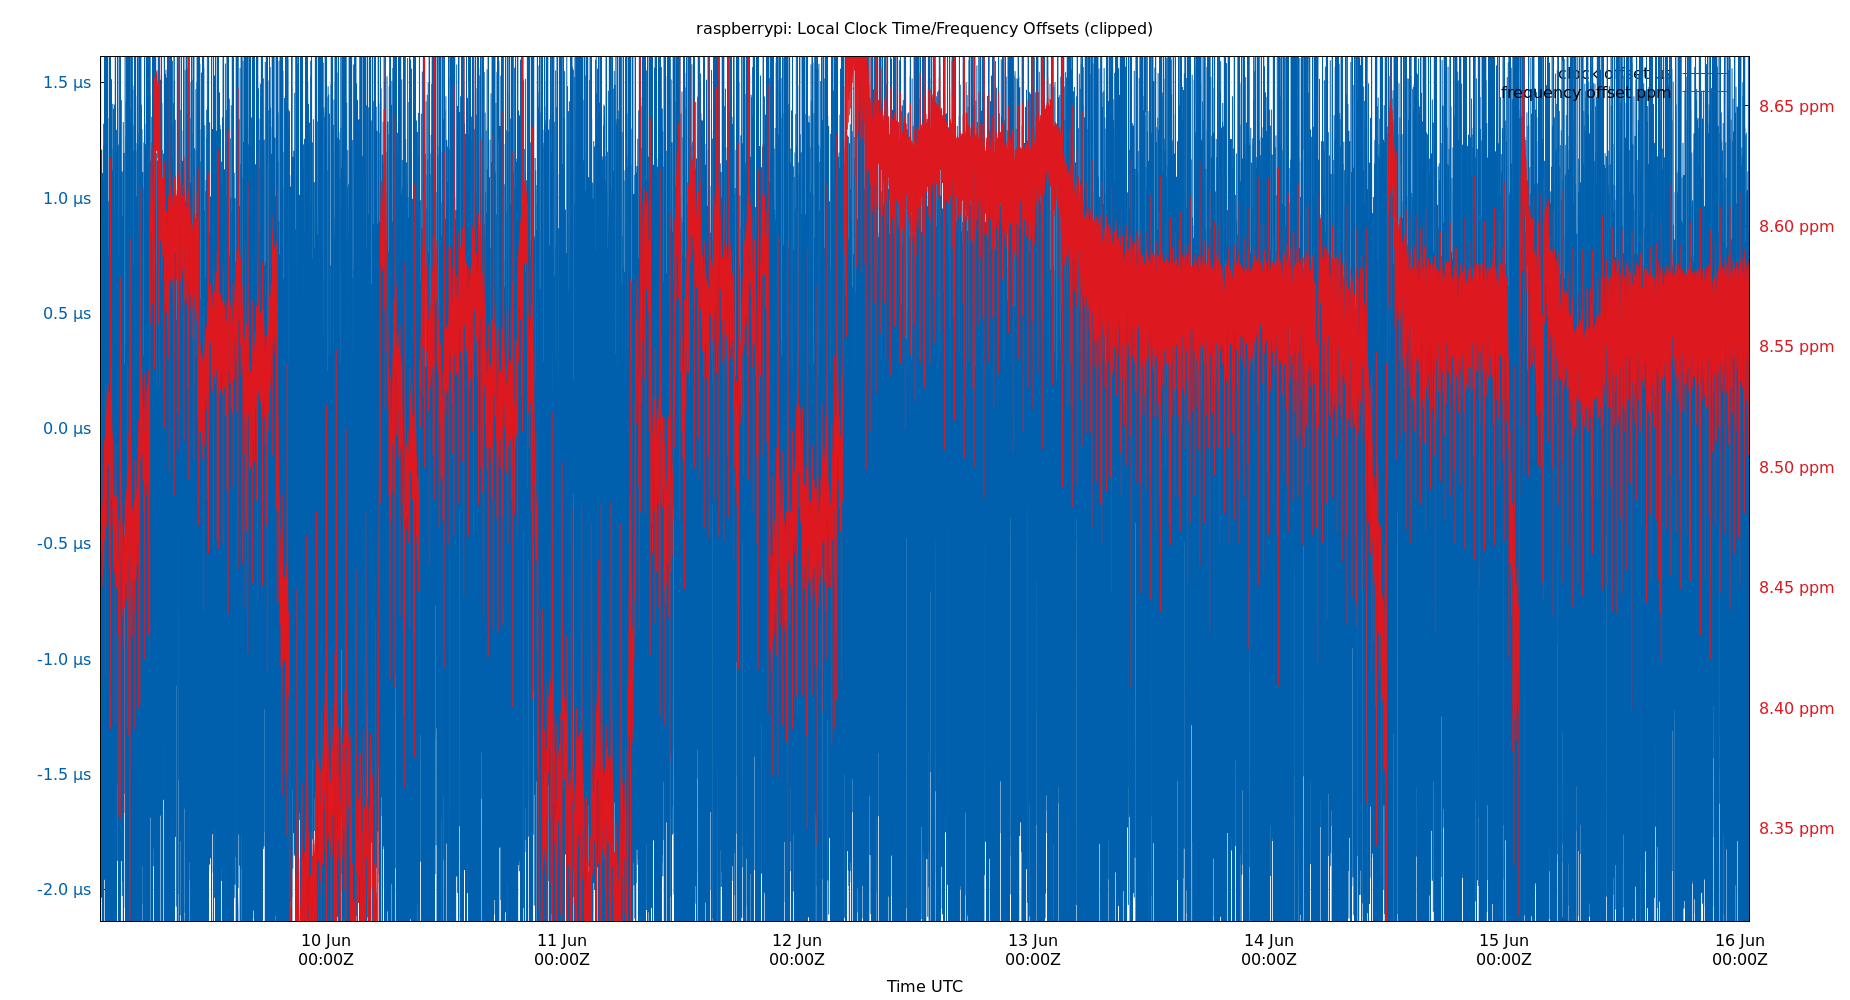 raspberrypi: Local Clock Time/Frequency Offsets (clipped)
clock offset us
frequency offset ppm
1.5 µs
1.0 µs
0.5 µs
0.0 µs
-0.5 µs
-1.0 µs
-1.5 µs
-2.0 µs
8.65 ppm
8.60 ppm
8.55 ppm
8.50 ppm
8.45 ppm
8.40 ppm
8.35 ppm
10 Jun 11 Jun 12 Jun 13 Jun 14 Jun 15 Jun 16 Jun
00:00Z 00:00Z 00:00Z 00:00Z 00:00Z 00:00Z 00:00Z
Time UTC